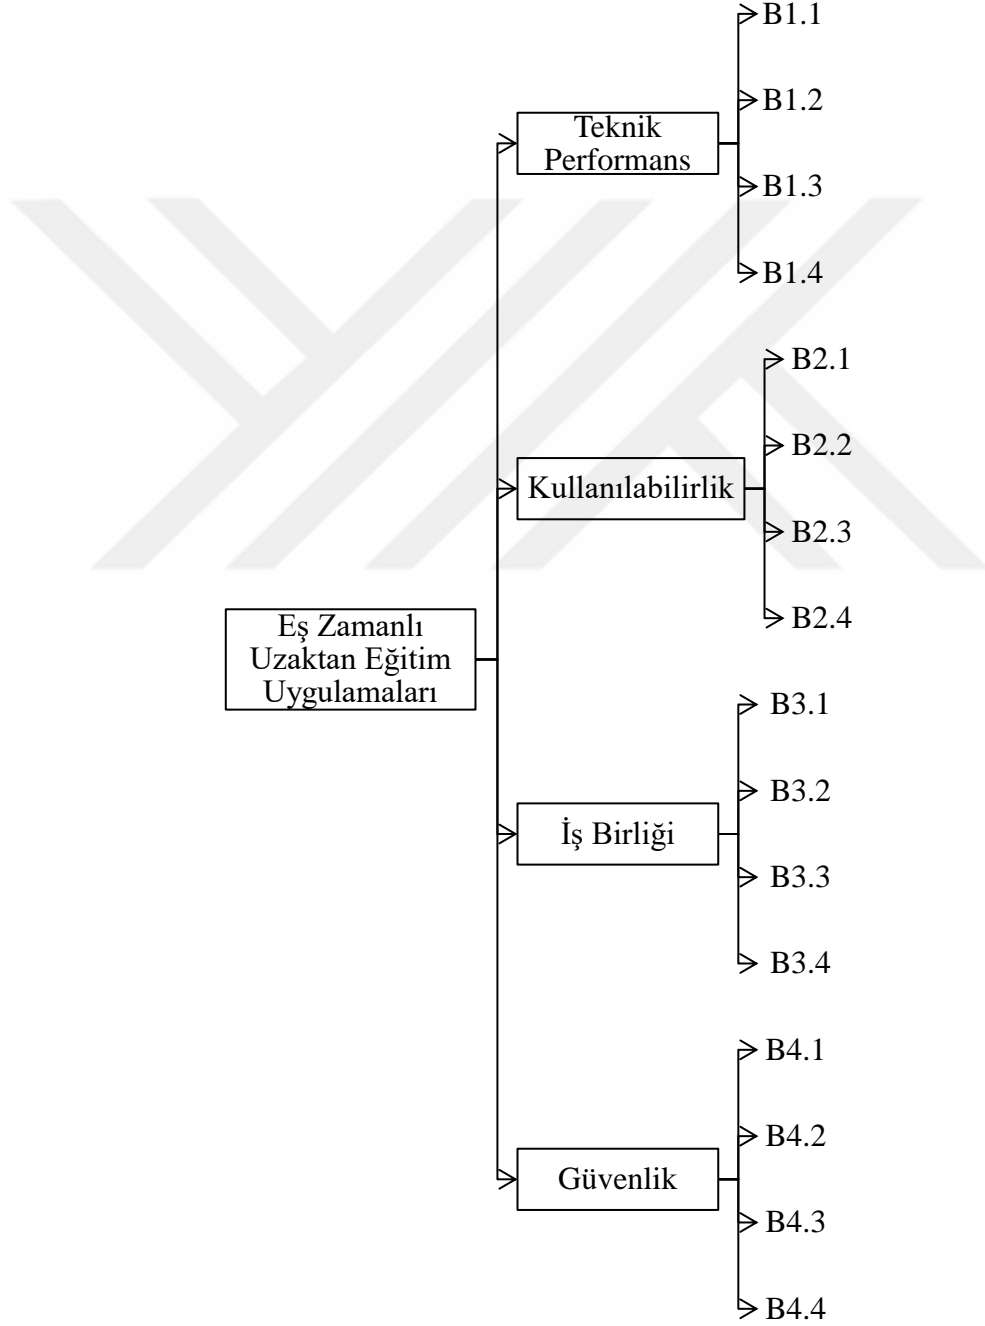 B1.1
B1.2
Teknik
Performans
B1.3
B1.4
B2.1
B2.2
Kullanılabilirlik
B2.3
B2.4
Eş Zamanlı
Uzaktan Eğitim
Uygulamaları
B3.1
B3.2
İş Birliği
B3.3
B3.4
B4.1
B4.2
Güvenlik
B4.3
B4.4